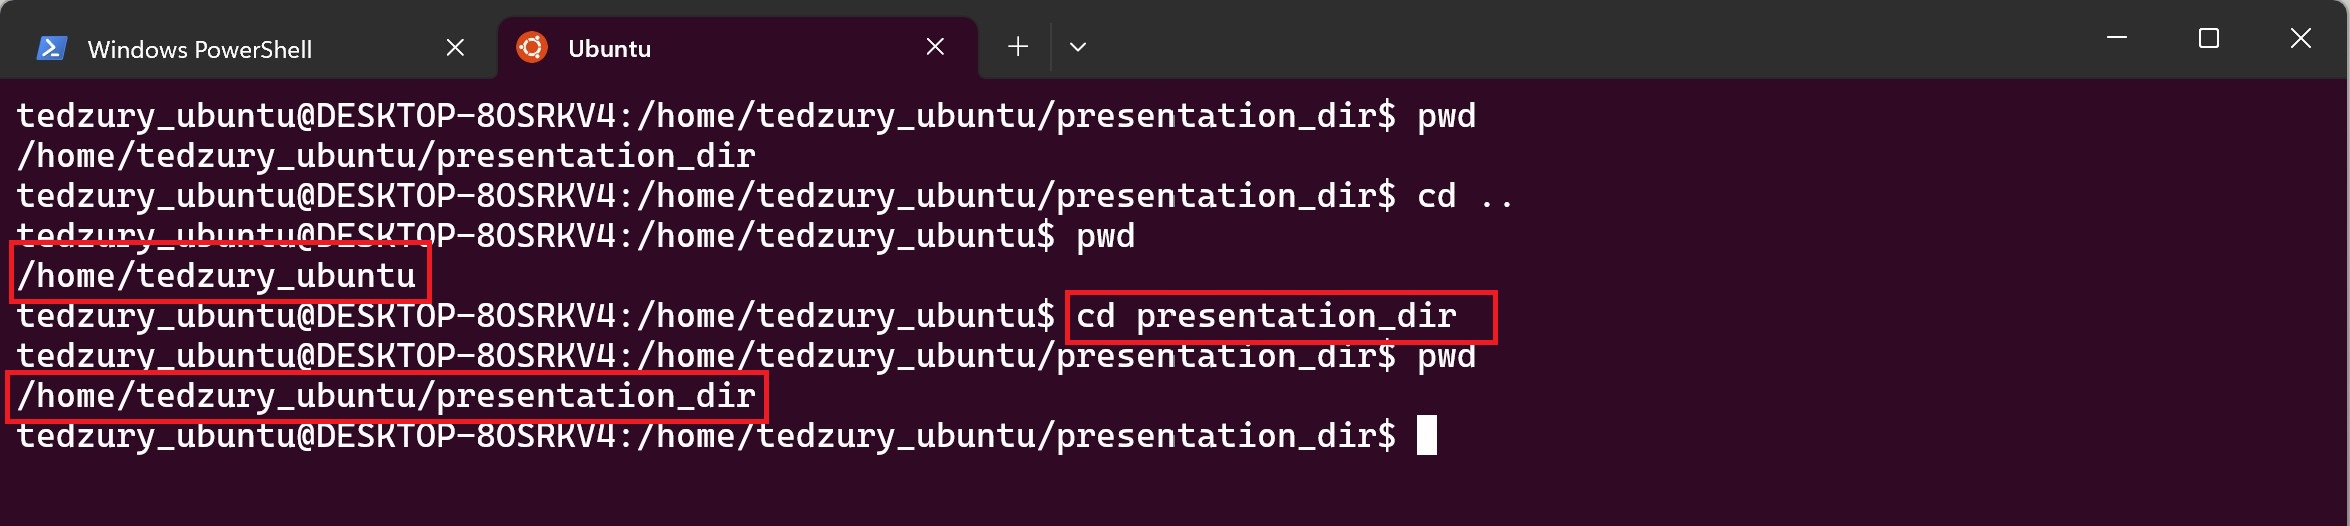 Windows PowerShell
Ubuntu
tedzury_ubuntu@DESKTOP-8OSRKV4:/home/tedzury_ubuntu/presentation_dir$ pwd
/home/tedzury_ubuntu/presentation_dir
tedzury_ubuntu@DESKTOP-8OSRKV4:/home/tedzury_ubuntu/presentation_dir$ cd ..
tedzury_ubuntu@DESKTOP-8OSRKV4:/home/tedzury_ubuntu$ pwd
/home/tedzury_ubuntu
tedzury_ubuntu@DESKTOP-8OSRKV4:/home/tedzury_ubuntu$ cd presentation_dir
tedzury_ubuntu@DESKTOP-8OSRKV4:/home/tedzury_ubuntu/presentation_dir$ pwd
/home/tedzury_ubuntu/presentation_dir
tedzury_ubuntu@DESKTOP-8OSRKV4:/home/tedzury_ubuntu/presentation_dir$